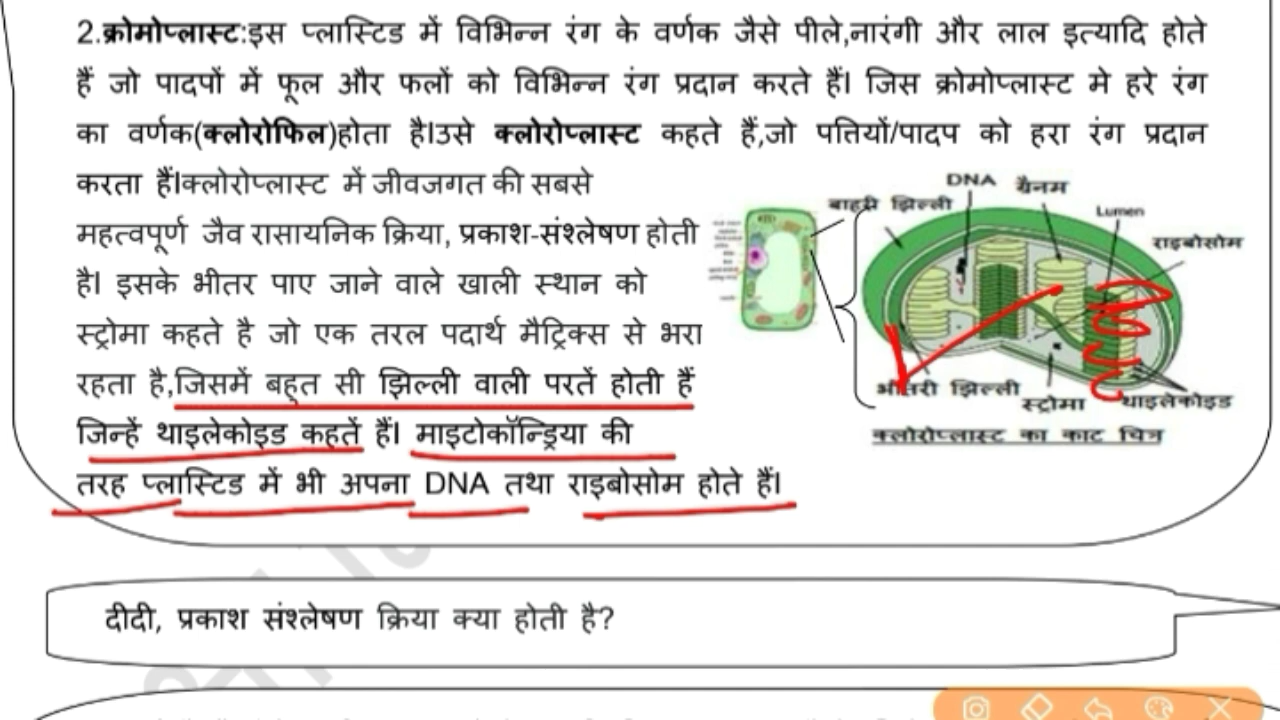 2.क्रोमोप्लास्ट:इस प्लास्टिड में विभिन्न रंग के वर्णक जैसे पीले,नारंगी और लाल इत्यादि होते
हैं जो पादपों में फूल और फलों को विभिन्न रंग प्रदान करते हैं। जिस क्रोमोप्लास्ट मे हरे रंग
का वर्णक(क्लोरोफिल)होता है।उसे क्लोरोप्लास्ट कहते हैं,जो पत्तियों/पादप को हरा रंग प्रदान
करता हैं।क्लोरोप्लास्ट में जीवजगत की सबसे
महत्वपूर्ण जैव रासायनिक क्रिया, प्रकाश-संश्लेषण होती
है। इसके भीतर पाए जाने वाले खाली स्थान को
स्ट्रोमा कहते है जो एक तरल पदार्थ मैट्रिक्स से भरा
रहता है,जिसमें बहुत सी झिल्ली वाली परतें होती हैं
जिन्हें थाइलेकोइड कहतें हैं। माइटोकॉन्ड्रिया की
तरह प्लास्टिड में भी अपना DNA तथा राइबोसोम होते हैं।
DNA
ग्रैनम
बाहरी झिल्ली
Lumen
राइबोसोम
भीतरी झिल्ली
स्ट्रोमा
थाइलेकोइड
क्लोरोप्लास्ट का काट चित्र
दीदी, प्रकाश संश्लेषण क्रिया क्या होती है?